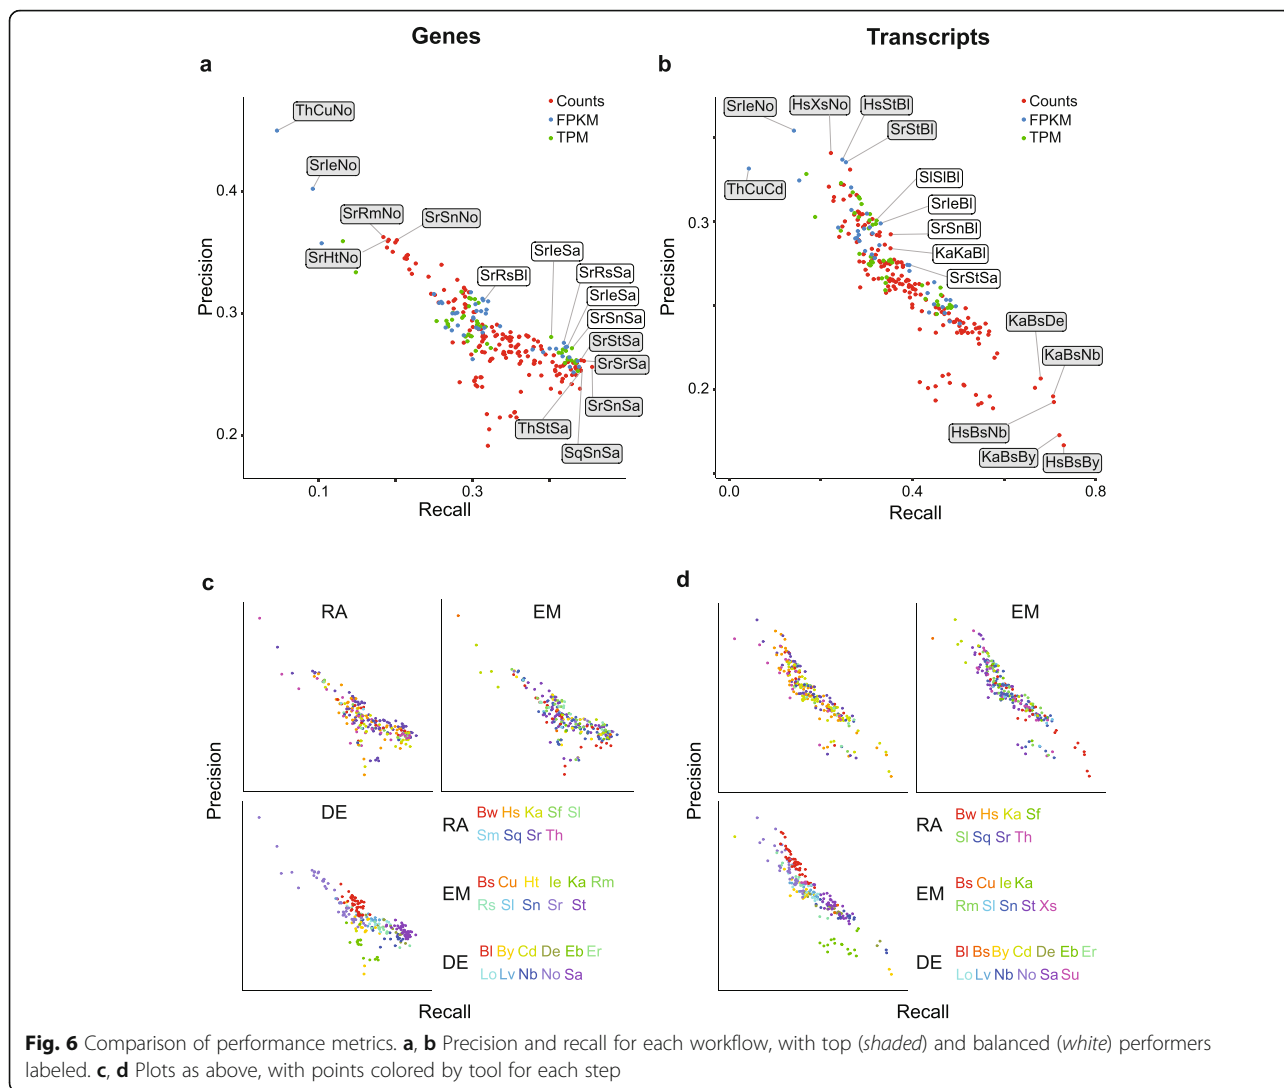 Genes
Transcripts
a
ThCuNo
SrIeNo
SrRmNo
SrSnNo
SrHtNo
SrRsBl
SrIeSa
SrRsSa
SrIeSa
SrSnSa
SrStSa
SrSrSa
SrSnSa
ThStSa
SqSnSa
Counts
FPKM
TPM
Precision
0.4
0.3
0.2
0.1
0.3
Recall
b
SrIeNo
HsXsNo
HsStBl
SrStBl
ThCuCd
SlSlBl
SrIeBl
SrSnBl
KaKaBl
SrStSa
KaBsDe
KaBsNb
HsBsNb
KaBsBy
HsBsBy
Counts
FPKM
TPM
Precision
0.3
0.2
0.0
0.4
0.8
Recall
c
RA
EM
DE
Precision
Recall
RA
Bw Hs Ka Sf Sl
Sm Sq Sr Th
EM
Bs Cu Ht Ie Ka Rm
Rs Sl Sn Sr St
DE
Bl By Cd De Eb Er
Lo Lv Nb No Sa
d
EM
Precision
Recall
RA
Bw Hs Ka Sf
Sl Sq Sr Th
EM
Bs Cu Ie Ka
Rm Sl Sn St Xs
DE
Bl Bs By Cd De Eb Er
Lo Lv Nb No Sa Su
Fig. 6 Comparison of performance metrics. a, b Precision and recall for each workflow, with top (shaded) and balanced (white) performers
labeled. c, d Plots as above, with points colored by tool for each step